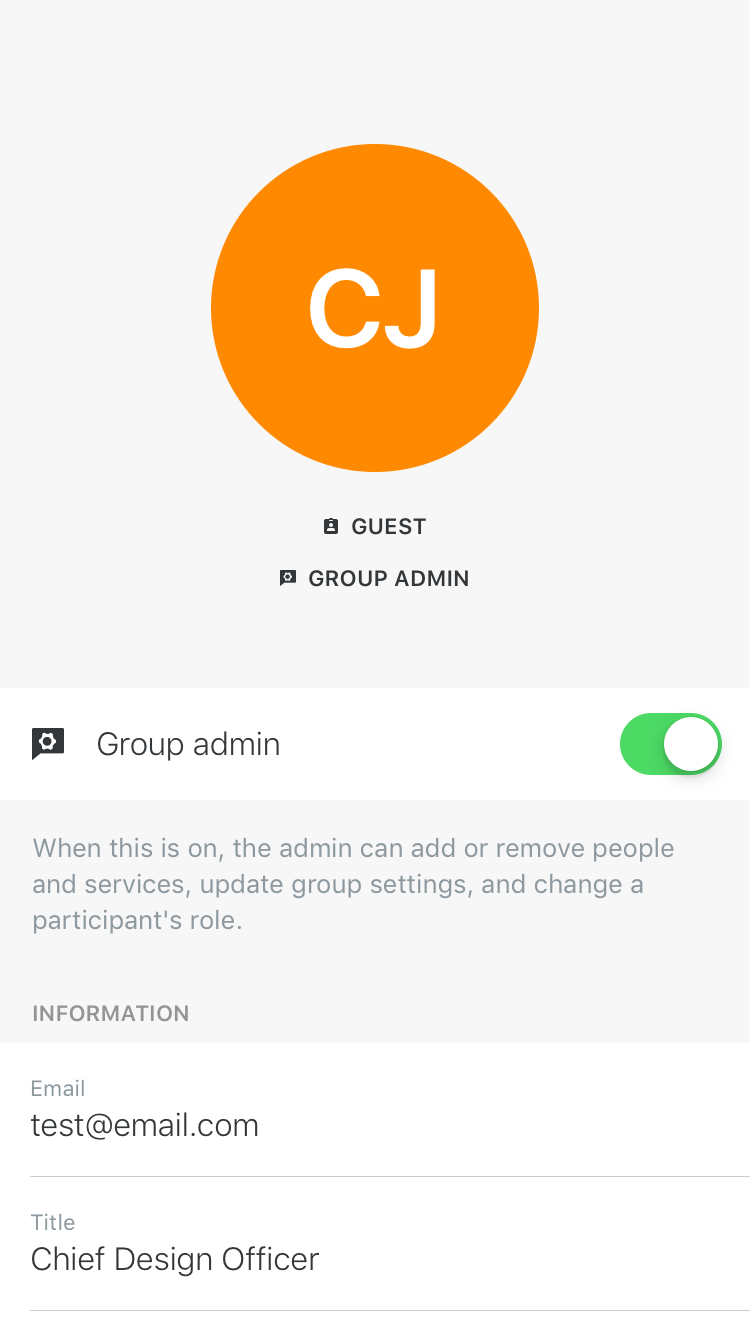 CJ
GUEST
GROUP ADMIN
Group admin
When this is on, the admin can add or remove people
and services, update group settings, and change a
participant's role.
INFORMATION
Email
test@email.com
Title
Chief Design Officer